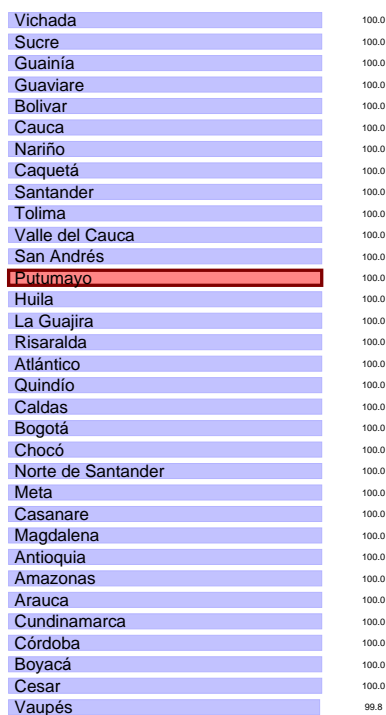 Vichada 100.0
Sucre 100.0
Guainía 100.0
Guaviare 100.0
Bolivar 100.0
Cauca 100.0
Nariño 100.0
Caquetá 100.0
Santander 100.0
Tolima 100.0
Valle del Cauca 100.0
San Andrés 100.0
Putumayo 100.0
Huila 100.0
La Guajira 100.0
Risaralda 100.0
Atlántico 100.0
Quindío 100.0
Caldas 100.0
Bogotá 100.0
Chocó 100.0
Norte de Santander 100.0
Meta 100.0
Casanare 100.0
Magdalena 100.0
Antioquia 100.0
Amazonas 100.0
Arauca 100.0
Cundinamarca 100.0
Córdoba 100.0
Boyacá 100.0
Cesar 100.0
Vaupés 99.8